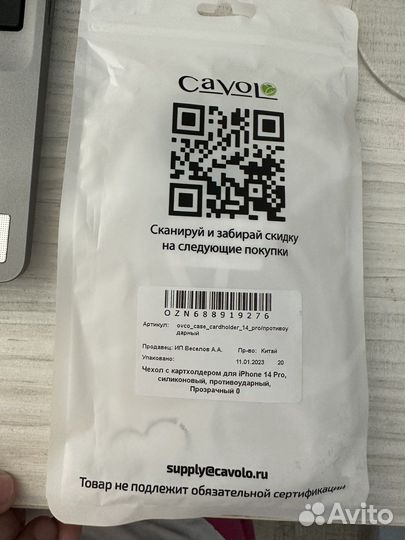 Cavolo
Сканируй и забирай скидку
на следующие покупки
OZN688919276
Артикул: ovco_case_cardholder_14_pro/противоу
дарный
Продавец: ИП Веселов А.А. Пр-во: Китай
Упаковано: 11.01.2023 20
Чехол с картхолдером для iPhone 14 Pro,
силиконовый, противоударный,
Прозрачный 0
supply@cavolo.ru
Товар не подлежит обязательной сертификации
Avito